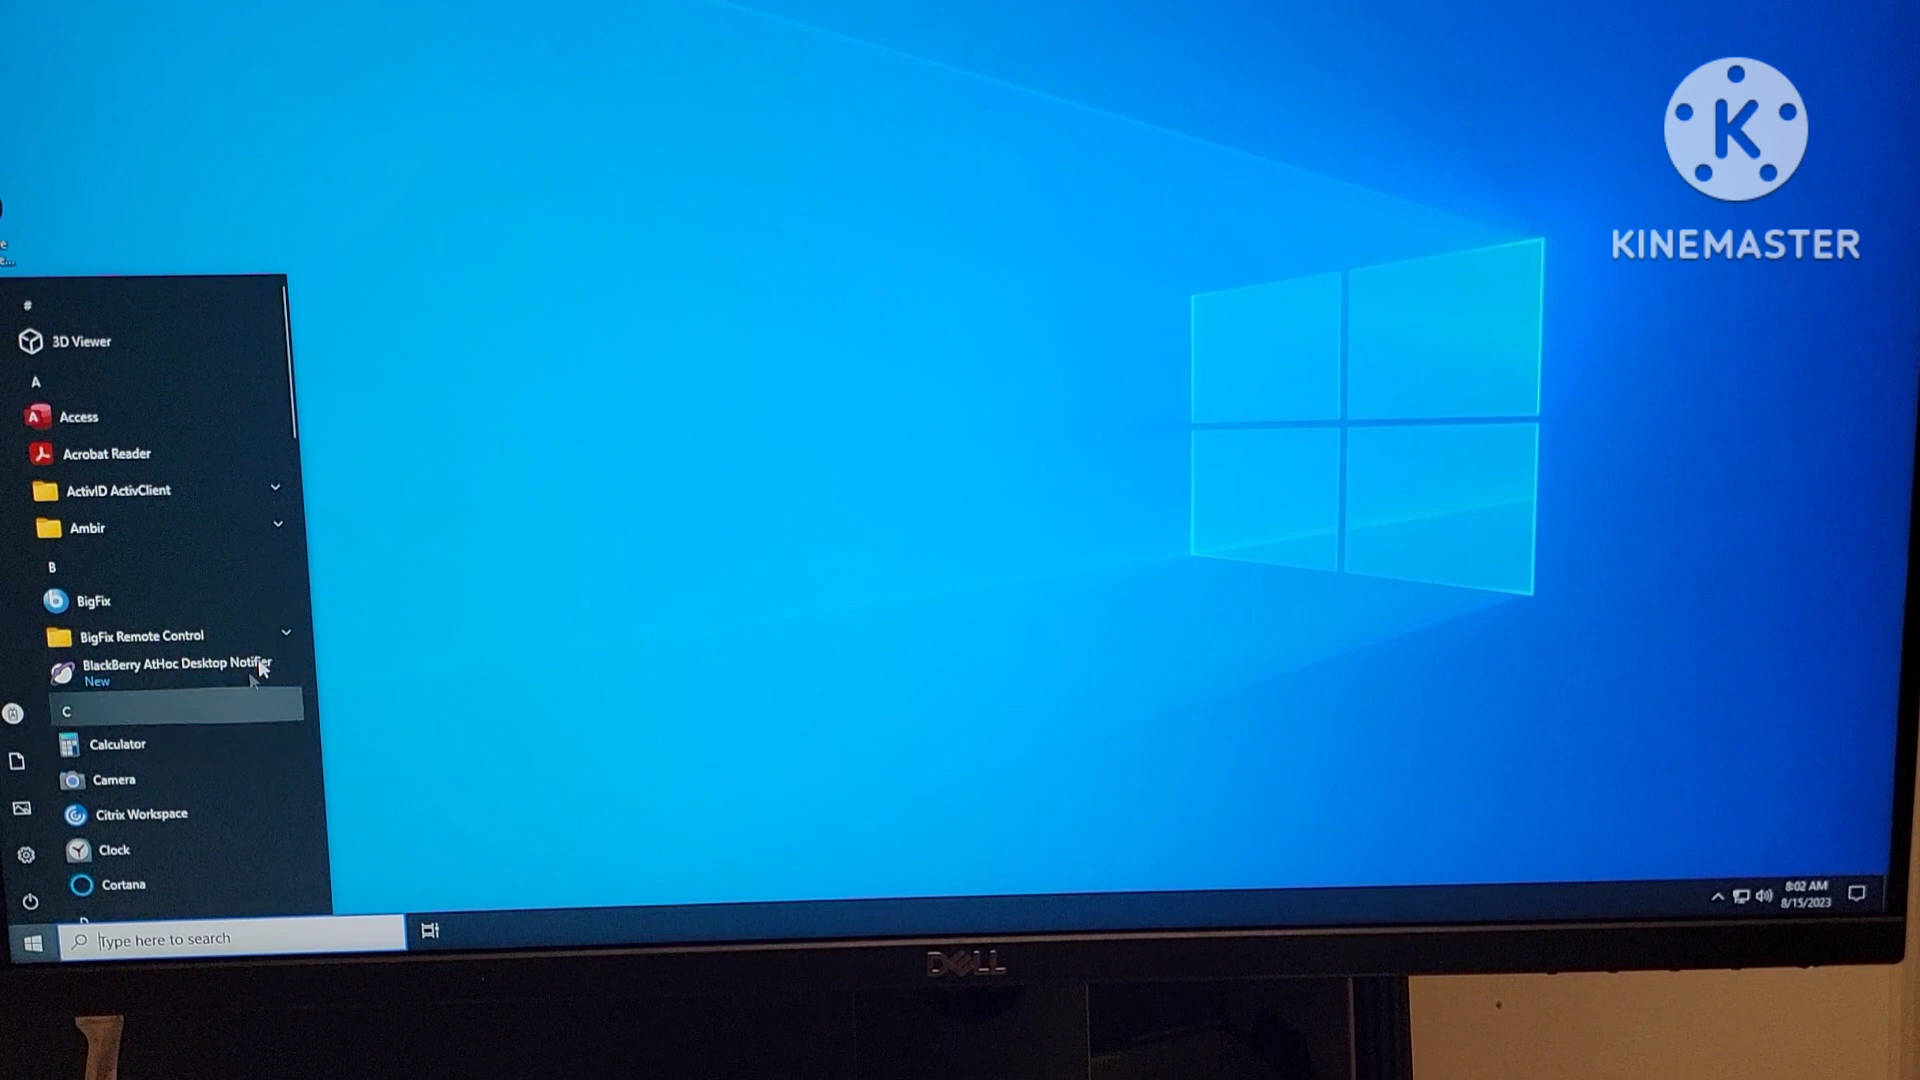 K
KINEMASTER
e
e...
#
3D Viewer
A
Access
Acrobat Reader
ActivID ActivClient
Ambir
B
BigFix
BigFix Remote Control
BlackBerry AtHoc Desktop Notifier
New
C
Calculator
Camera
Citrix Workspace
Clock
Cortana
D
Type here to search
8:02 AM
8/15/2023
DELL